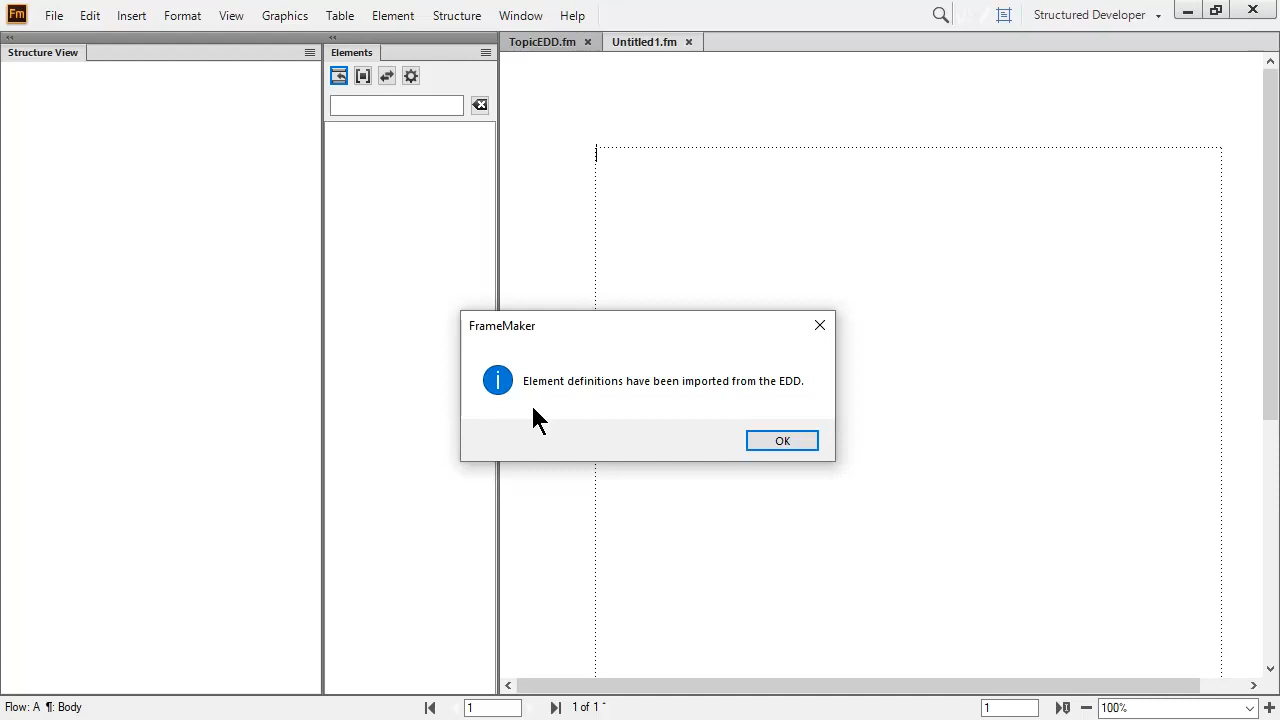 Fm File Edit Insert Format View Graphics Table Element Structure Window Help Structured Developer
Structure View Elements TopicEDD.fm Untitled1.fm
FrameMaker
Element definitions have been imported from the EDD.
OK
Flow: A ¶: Body 1 1 of 1 * 1 100%